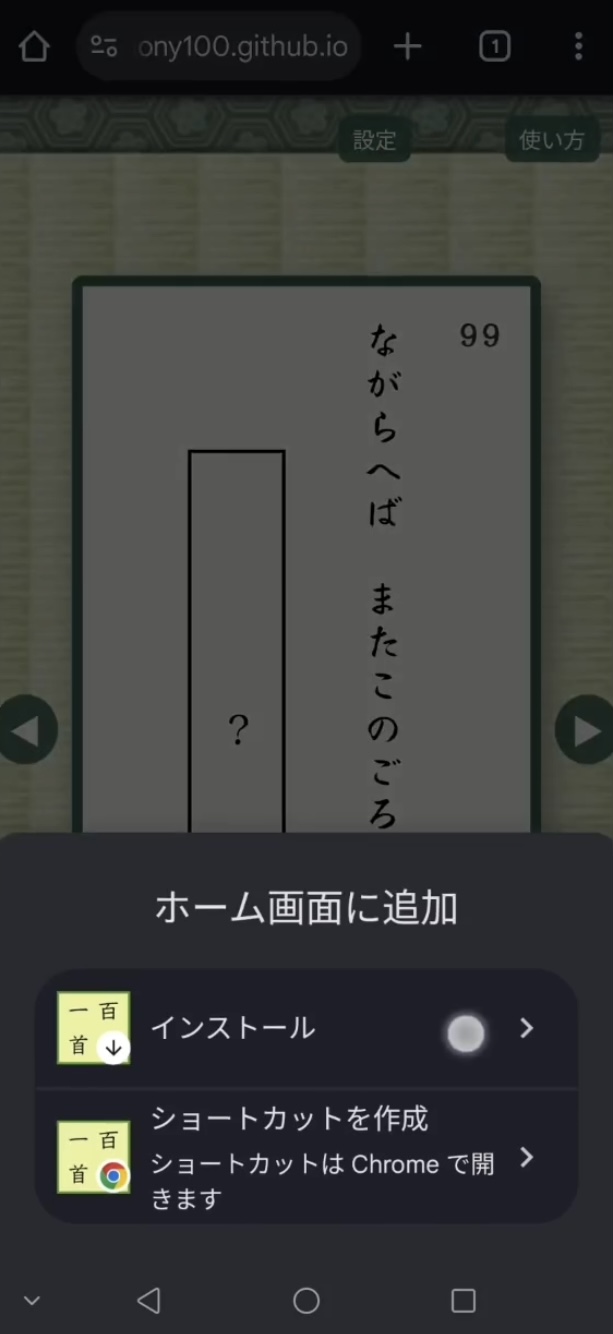 ony100.github.io
1
設定
使い方
99
ながらへば またこのごろ
?
ホーム画面に追加
一百首
インストール
一百首
ショートカットを作成
ショートカットは Chrome で開
きます